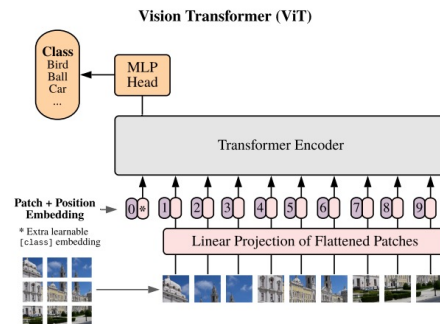 Vision Transformer (ViT)
Class
Bird
Ball
Car
...
MLP
Head
Transformer Encoder
Patch + Position
Embedding
0 * 1 2 3 4 5 6 7 8 9
* Extra learnable
[class] embedding
Linear Projection of Flattened Patches